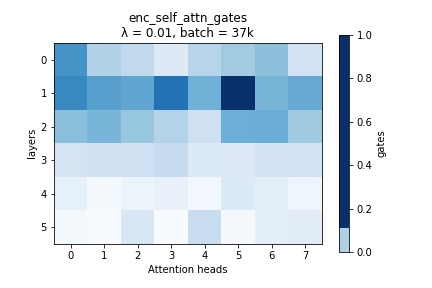 enc_self_attn_gates
λ = 0.01, batch = 37k
layers
0
1
2
3
4
5
0 1 2 3 4 5 6 7
Attention heads
1.0
0.8
0.6
0.4
0.2
0.0
gates